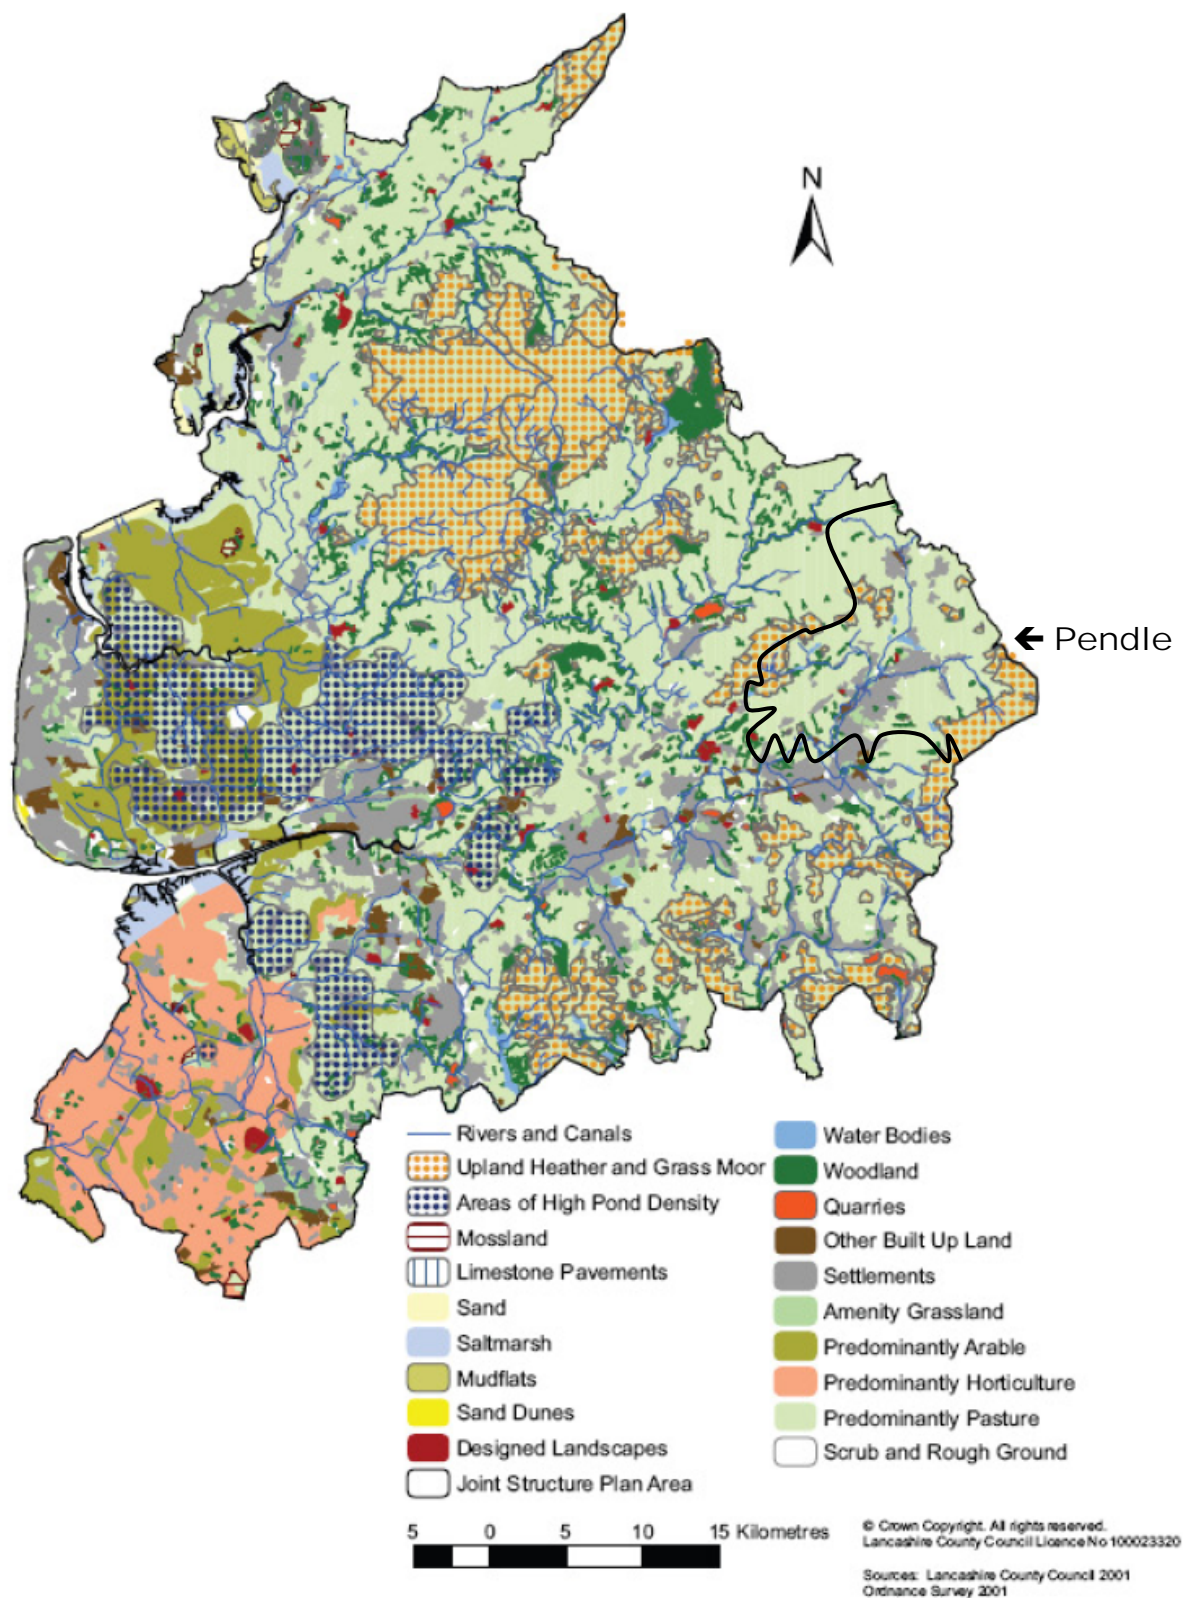 N
Pendle
Rivers and Canals
Upland Heather and Grass Moor
Areas of High Pond Density
Mossland
Limestone Pavements
Sand
Saltmarsh
Mudflats
Sand Dunes
Designed Landscapes
Joint Structure Plan Area
Water Bodies
Woodland
Quarries
Other Built Up Land
Settlements
Amenity Grassland
Predominantly Arable
Predominantly Horticulture
Predominantly Pasture
Scrub and Rough Ground
5 0 5 10 15 Kilometres
© Crown Copyright. All rights reserved.
Lancashire County Council Licence No 100023320
Sources: Lancashire County Council 2001
Ordnance Survey 2001